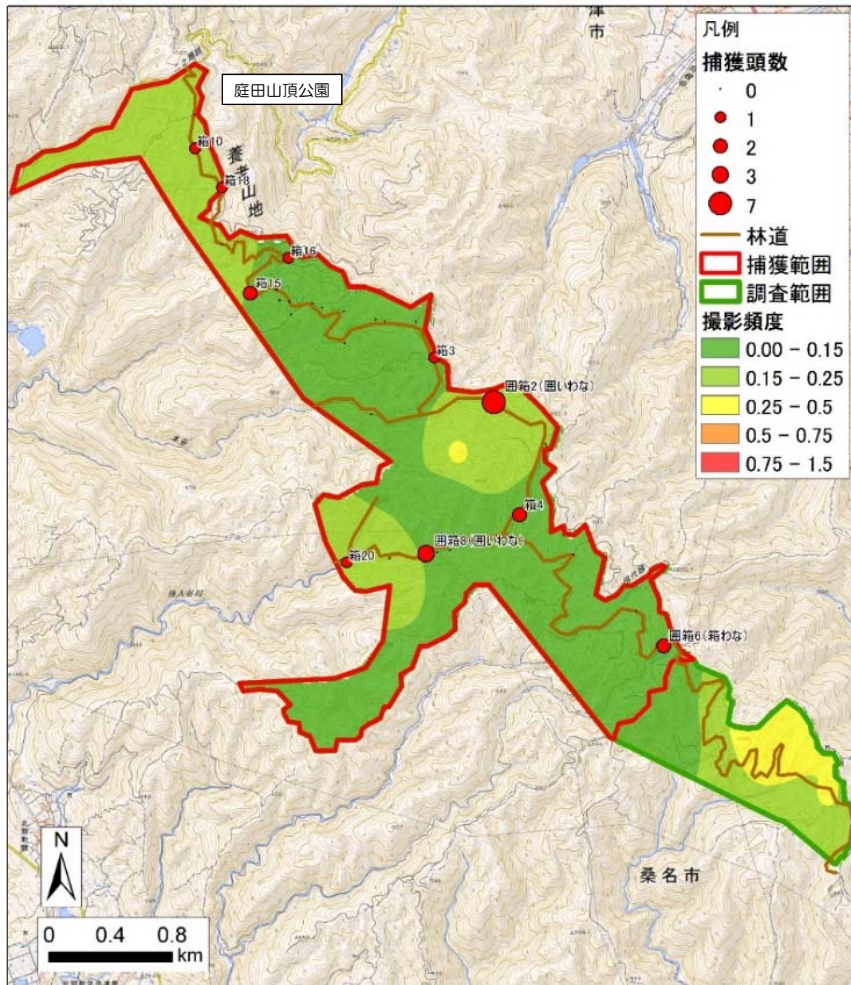 津
市
庭田山頂公園
養老山地
箱10
箱18
箱16
箱15
箱3
囲箱2(囲いわな)
箱4
囲箱8(囲いわな)
箱20
囲箱6(箱わな)
桑名市
凡例
捕獲頭数
0
1
2
3
7
林道
捕獲範囲
調査範囲
撮影頻度
0.00 - 0.15
0.15 - 0.25
0.25 - 0.5
0.5 - 0.75
0.75 - 1.5
N
0 0.4 0.8
km